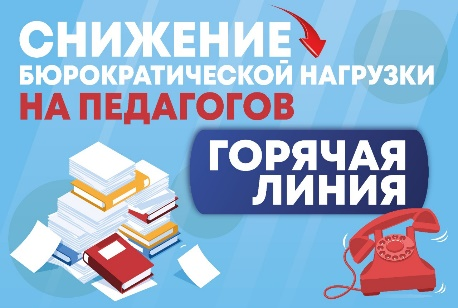 СНИЖЕНИЕ
БЮРОКРАТИЧЕСКОЙ НАГРУЗКИ
НА ПЕДАГОГОВ
ГОРЯЧАЯ
ЛИНИЯ